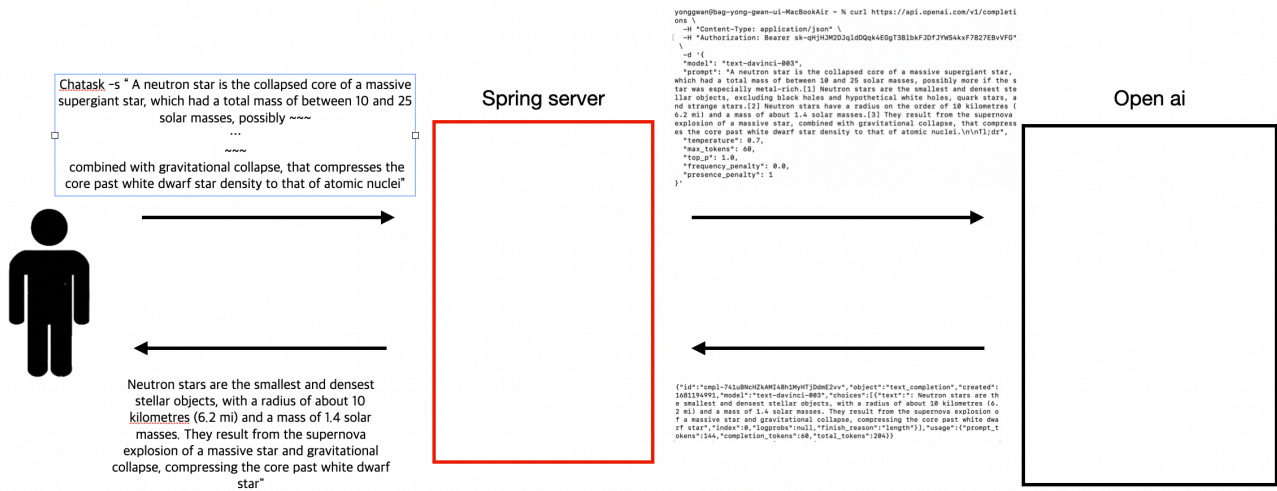 Chatask -s “ A neutron star is the collapsed core of a massive
supergiant star, which had a total mass of between 10 and 25
solar masses, possibly ~~~
...
~~~
combined with gravitational collapse, that compresses the
core past white dwarf star density to that of atomic nuclei”
Neutron stars are the smallest and densest
stellar objects, with a radius of about 10
kilometres (6.2 mi) and a mass of 1.4 solar
masses. They result from the supernova
explosion of a massive star and gravitational
collapse, compressing the core past white dwarf
star”
Spring server
yonggwan@bag-yong-gwan-ui-MacBookAir ~ % curl https://api.openai.com/v1/completi
ons \
-H "Content-Type: application/json" \
-H "Authorization: Bearer
\
-d '{
"model": "text-davinci-003",
"prompt": "A neutron star is the collapsed core of a massive supergiant star,
which had a total mass of between 10 and 25 solar masses, possibly more if the s
tar was especially metal-rich.[1] Neutron stars are the smallest and densest ste
llar objects, excluding black holes and hypothetical white holes, quark stars, a
nd strange stars.[2] Neutron stars have a radius on the order of 10 kilometres (
6.2 mi) and a mass of about 1.4 solar masses.[3] They result from the supernova
explosion of a massive star, combined with gravitational collapse, that compress
es the core past white dwarf star density to that of atomic nuclei.\n\nTl;dr",
"temperature": 0.7,
"max_tokens": 60,
"top_p": 1.0,
"frequency_penalty": 0.0,
"presence_penalty": 1
}'
{"id":"cmpl-741uBNcHZkAMI48h1MyHTjDdmE2vv","object":"text_completion","created":
1681194991,"model":"text-davinci-003","choices":[{"text":": Neutron stars are th
e smallest and densest stellar objects, with a radius of about 10 kilometres (6.
2 mi) and a mass of 1.4 solar masses. They result from the supernova explosion o
f a massive star and gravitational collapse, compressing the core past white dwa
rf star","index":0,"logprobs":null,"finish_reason":"length"}],"usage":{"prompt_t
okens":144,"completion_tokens":60,"total_tokens":204}}
Open ai